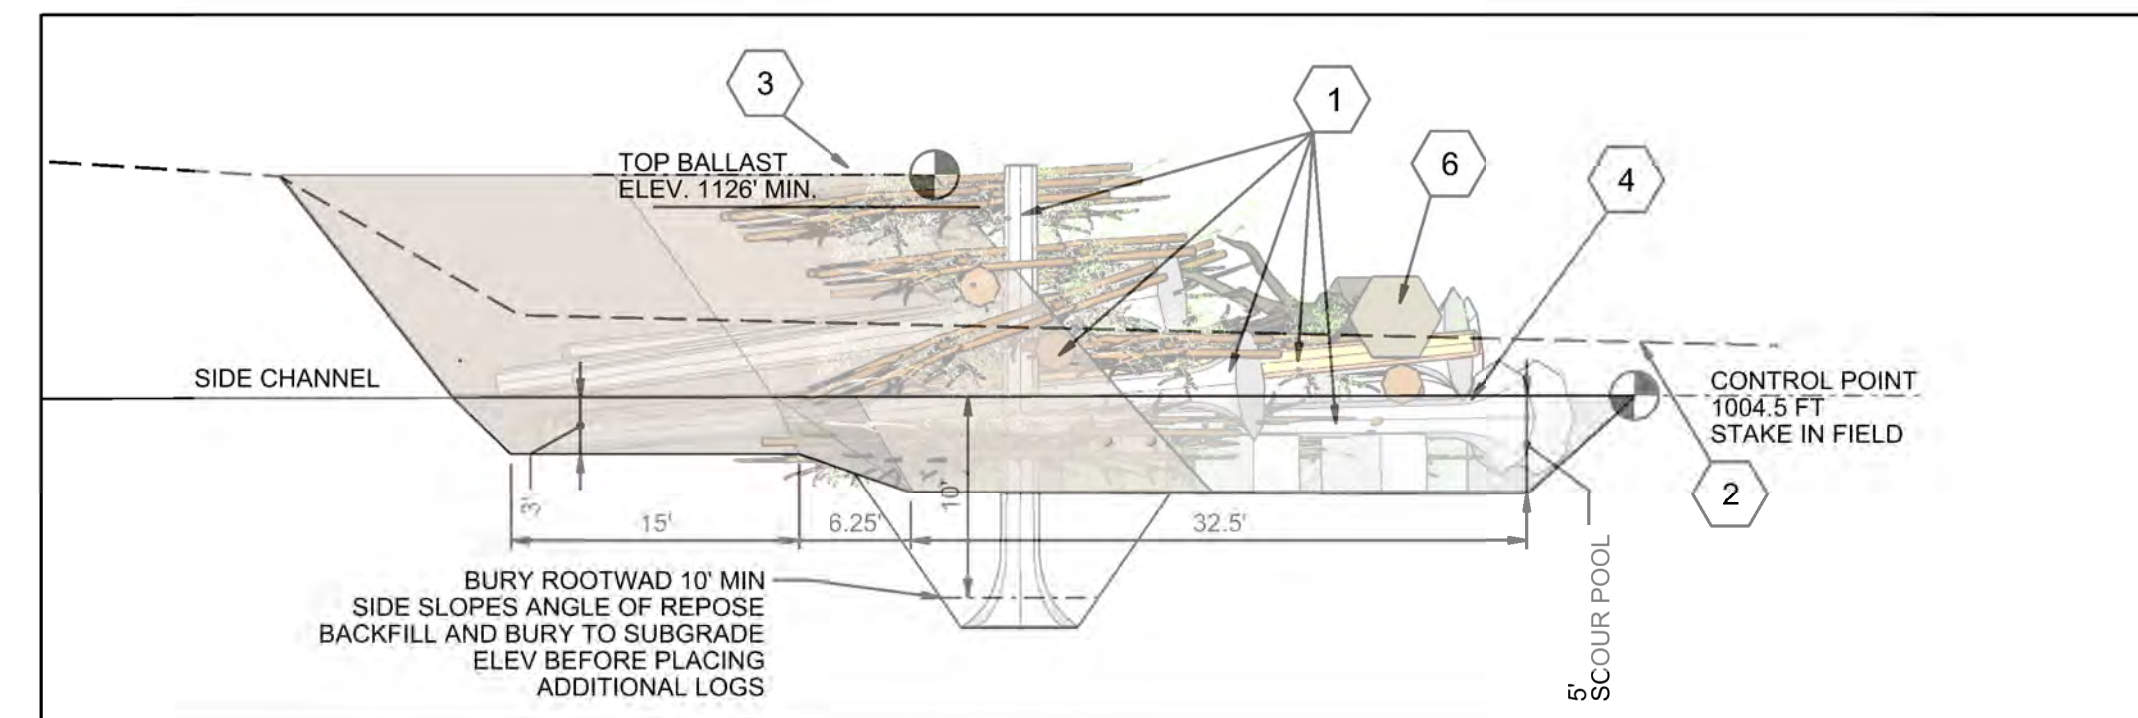 3
1
6
4
TOP BALLAST
ELEV. 1126' MIN.
SIDE CHANNEL
CONTROL POINT
1004.5 FT
STAKE IN FIELD
2
3'
15'
6.25'
10'
32.5'
5'
SCOUR POOL
BURY ROOTWAD 10' MIN
SIDE SLOPES ANGLE OF REPOSE
BACKFILL AND BURY TO SUBGRADE
ELEV BEFORE PLACING
ADDITIONAL LOGS